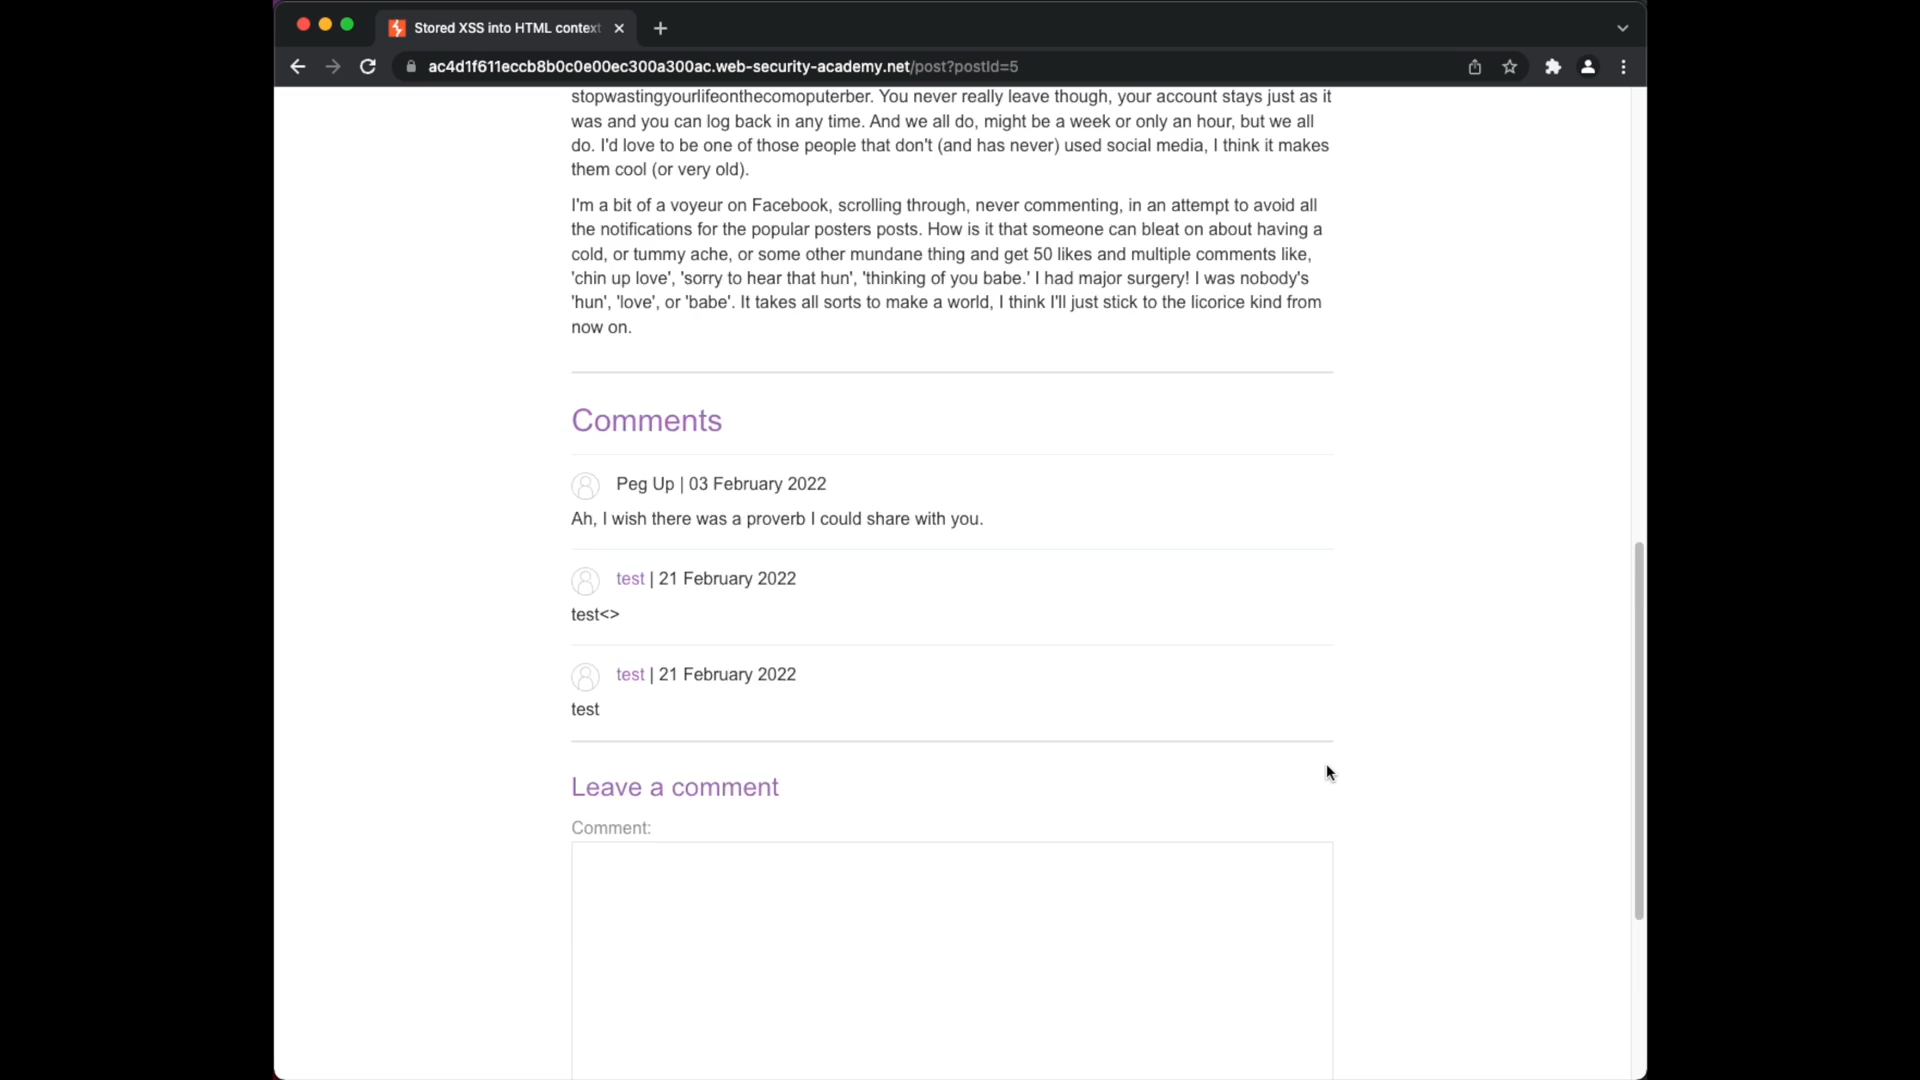 Stored XSS into HTML context
ac4d1f611eccb8b0c0e00ec300a300ac.web-security-academy.net/post?postId=5
stopwastingyourlifeonthecomoputerber. You never really leave though, your account stays just as it
was and you can log back in any time. And we all do, might be a week or only an hour, but we all
do. I'd love to be one of those people that don't (and has never) used social media, I think it makes
them cool (or very old).
I'm a bit of a voyeur on Facebook, scrolling through, never commenting, in an attempt to avoid all
the notifications for the popular posters posts. How is it that someone can bleat on about having a
cold, or tummy ache, or some other mundane thing and get 50 likes and multiple comments like,
'chin up love', 'sorry to hear that hun', 'thinking of you babe.' I had major surgery! I was nobody's
'hun', 'love', or 'babe'. It takes all sorts to make a world, I think I'll just stick to the licorice kind from
now on.
Comments
Peg Up | 03 February 2022
Ah, I wish there was a proverb I could share with you.
test | 21 February 2022
test<>
test | 21 February 2022
test
Leave a comment
Comment: